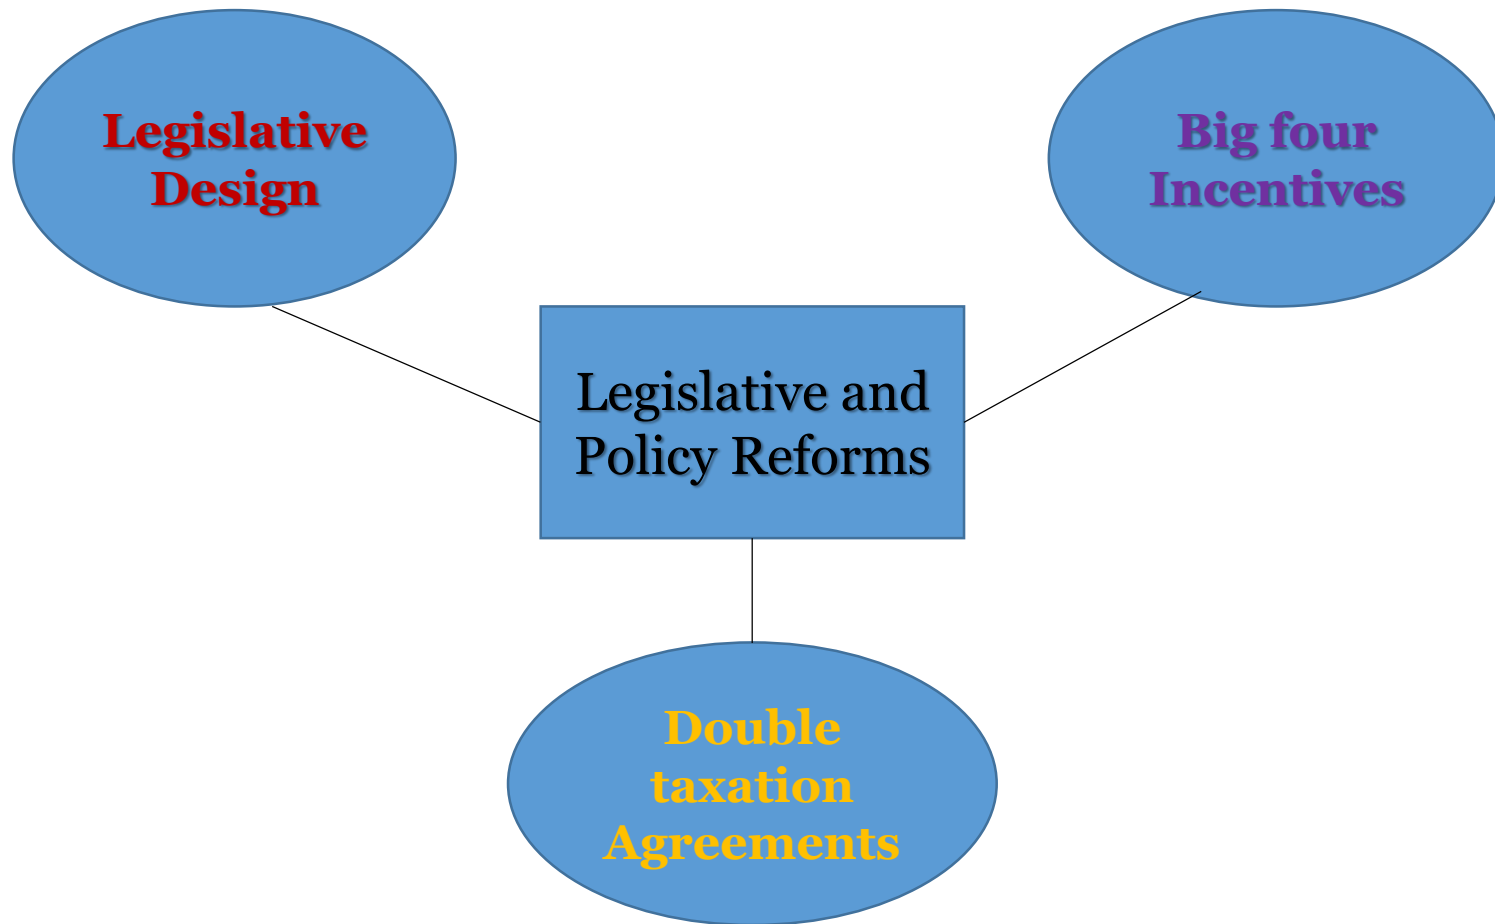 Legislative
Design
Big four
Incentives
Legislative and
Policy Reforms
Double
taxation
Agreements